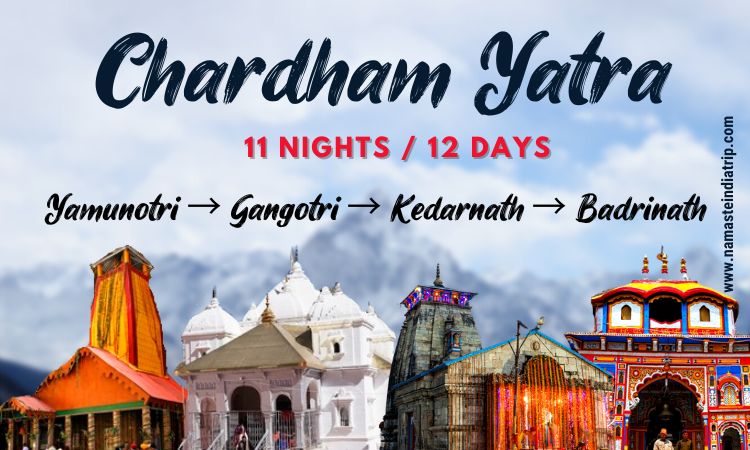 Chardham Yatra
11 NIGHTS / 12 DAYS
Yamunotri → Gangotri → Kedarnath → Badrinath
www.namasteindiatrip.com